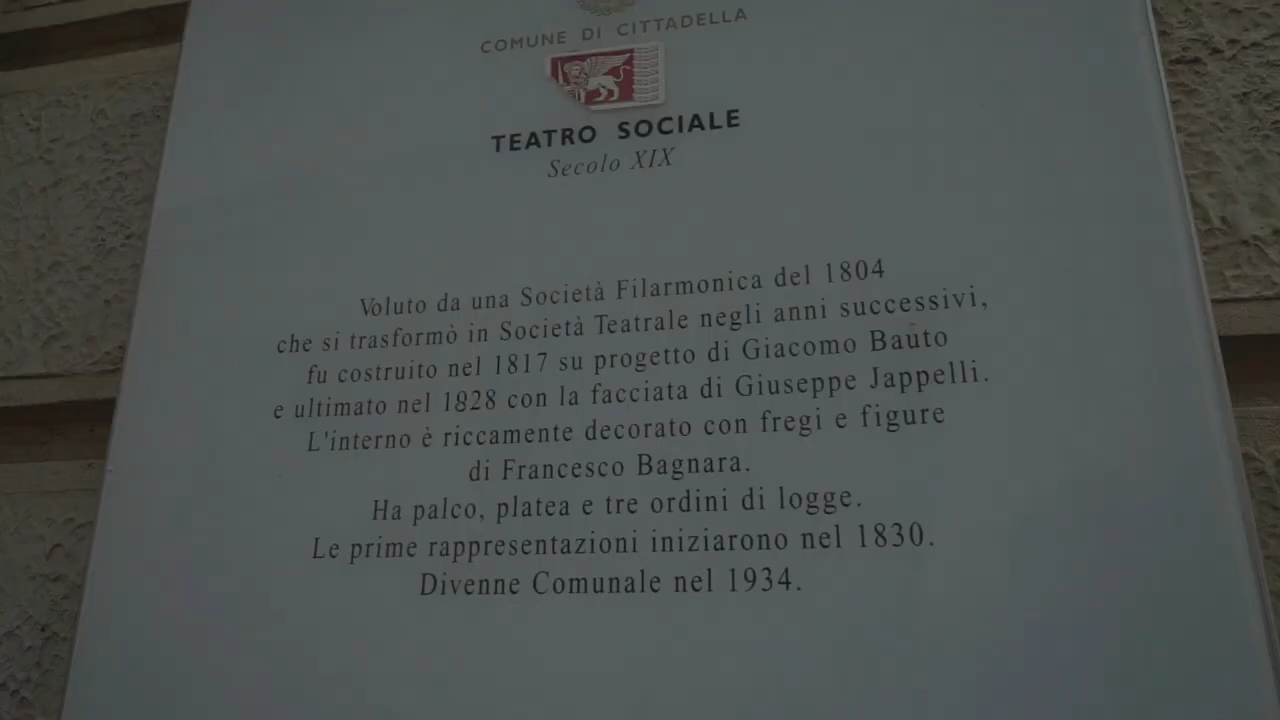 COMUNE DI CITTADELLA
TEATRO SOCIALE
Secolo XIX
Voluto da una Società Filarmonica del 1804
che si trasformò in Società Teatrale negli anni successivi,
fu costruito nel 1817 su progetto di Giacomo Bauto
e ultimato nel 1828 con la facciata di Giuseppe Jappelli.
L'interno è riccamente decorato con fregi e figure
di Francesco Bagnara.
Ha palco, platea e tre ordini di logge.
Le prime rappresentazioni iniziarono nel 1830.
Divenne Comunale nel 1934.